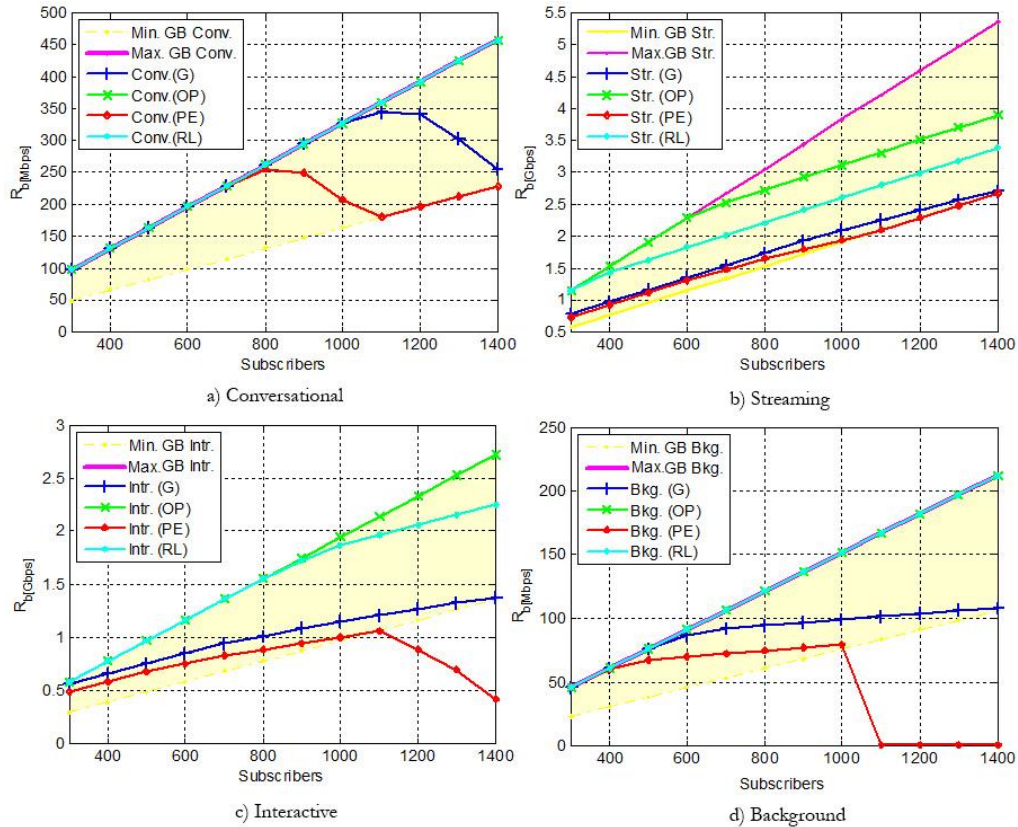 Min. GB Conv.
Max. GB Conv.
Conv.(G)
Conv.(OP)
Conv.(PE)
Conv.(RL)
500
450
400
350
300
250
200
150
100
50
0
R b[Mbps]
400 600 800 1000 1200 1400
Subscribers
a) Conversational
Min. GB Str.
Max.GB Str.
Str. (G)
Str. (OP)
Str. (PE)
Str. (RL)
5.5
5
4.5
4
3.5
3
2.5
2
1.5
1
0.5
R b[Gbps]
400 600 800 1000 1200 1400
Subscribers
b) Streaming
Min. GB Intr.
Max.GB Intr.
Intr. (G)
Intr. (OP)
Intr. (PE)
Intr. (RL)
3
2.5
2
1.5
1
0.5
0
R b[Gbps]
400 600 800 1000 1200 1400
Subscribers
c) Interactive
Min. GB Bkg.
Max.GB Bkg.
Bkg. (G)
Bkg. (OP)
Bkg. (PE)
Bkg. (RL)
250
200
150
100
50
0
R b[Mbps]
400 600 800 1000 1200 1400
Subscribers
d) Background